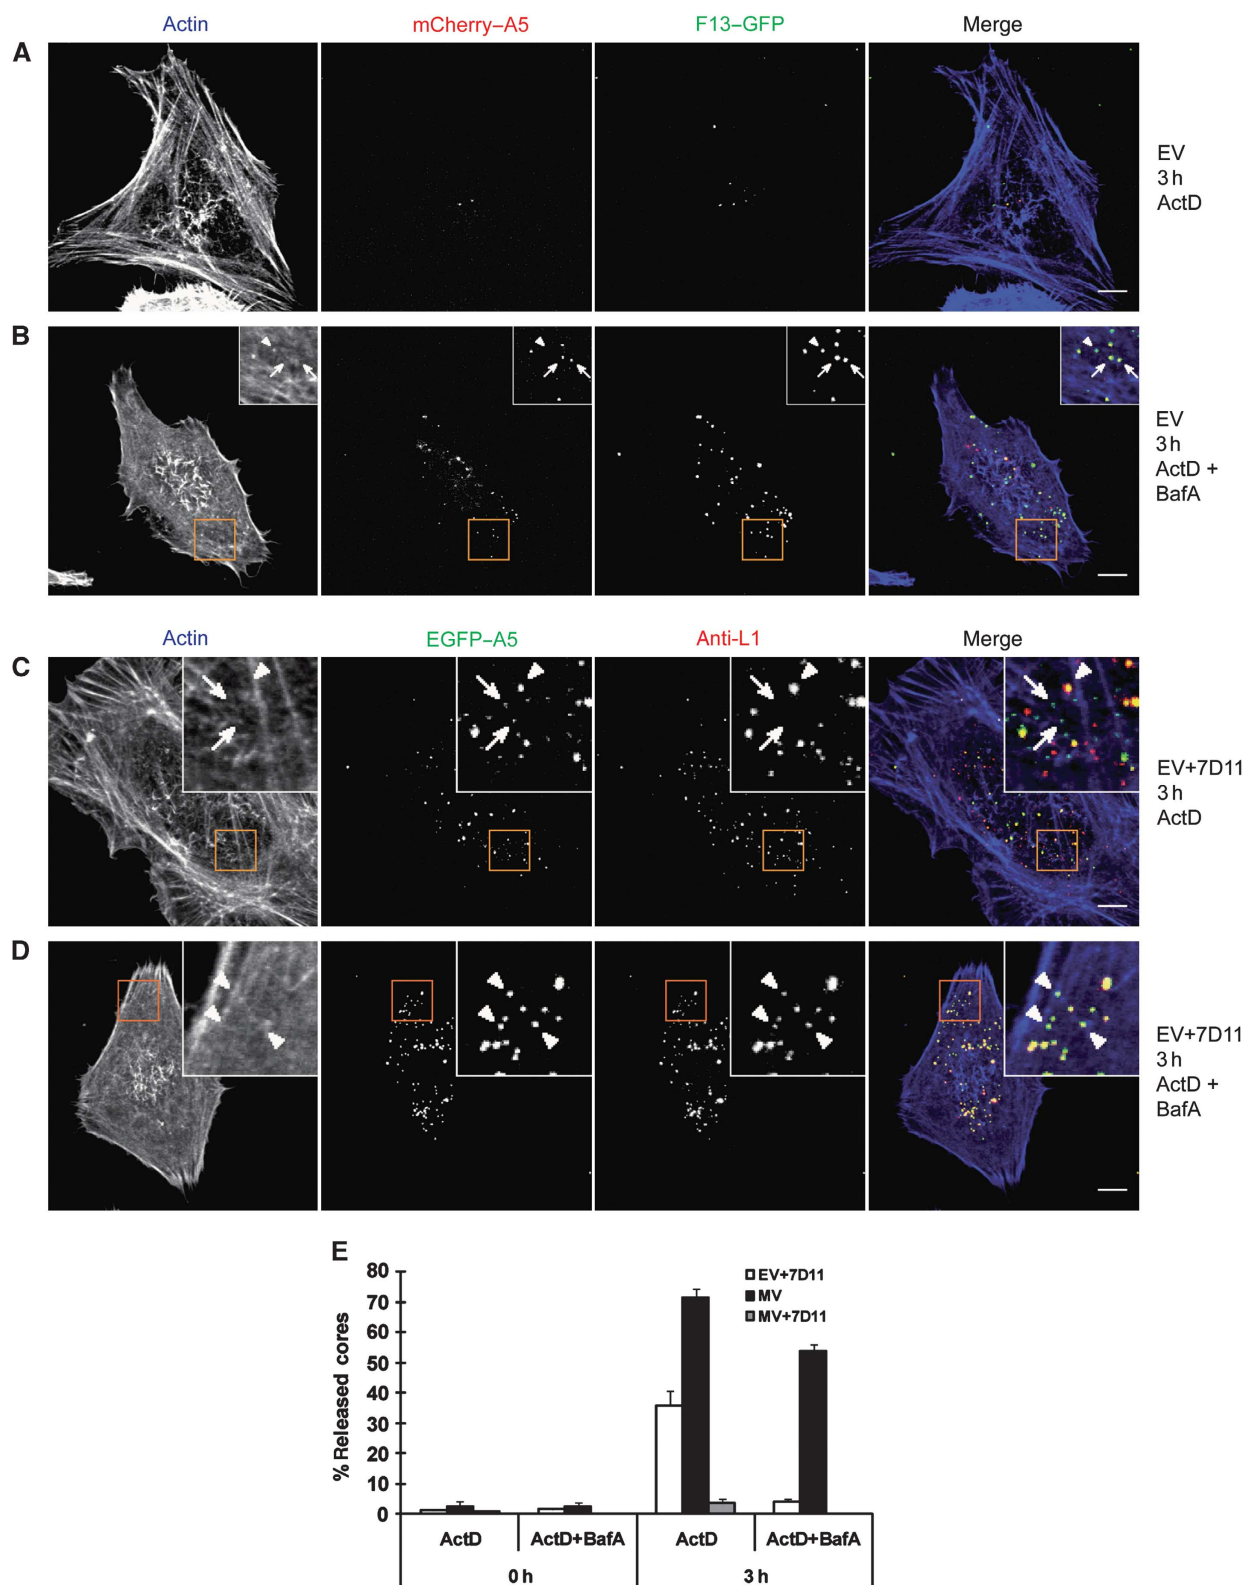 Actin mCherry–A5 F13–GFP Merge
A
EV
3 h
ActD
B
EV
3 h
ActD +
BafA
Actin EGFP–A5 Anti-L1 Merge
C
EV+7D11
3 h
ActD
D
EV+7D11
3 h
ActD +
BafA
E
% Released cores
80
70
60
50
40
30
20
10
0
EV+7D11
MV
MV+7D11
ActD ActD+BafA ActD ActD+BafA
0 h 3 h